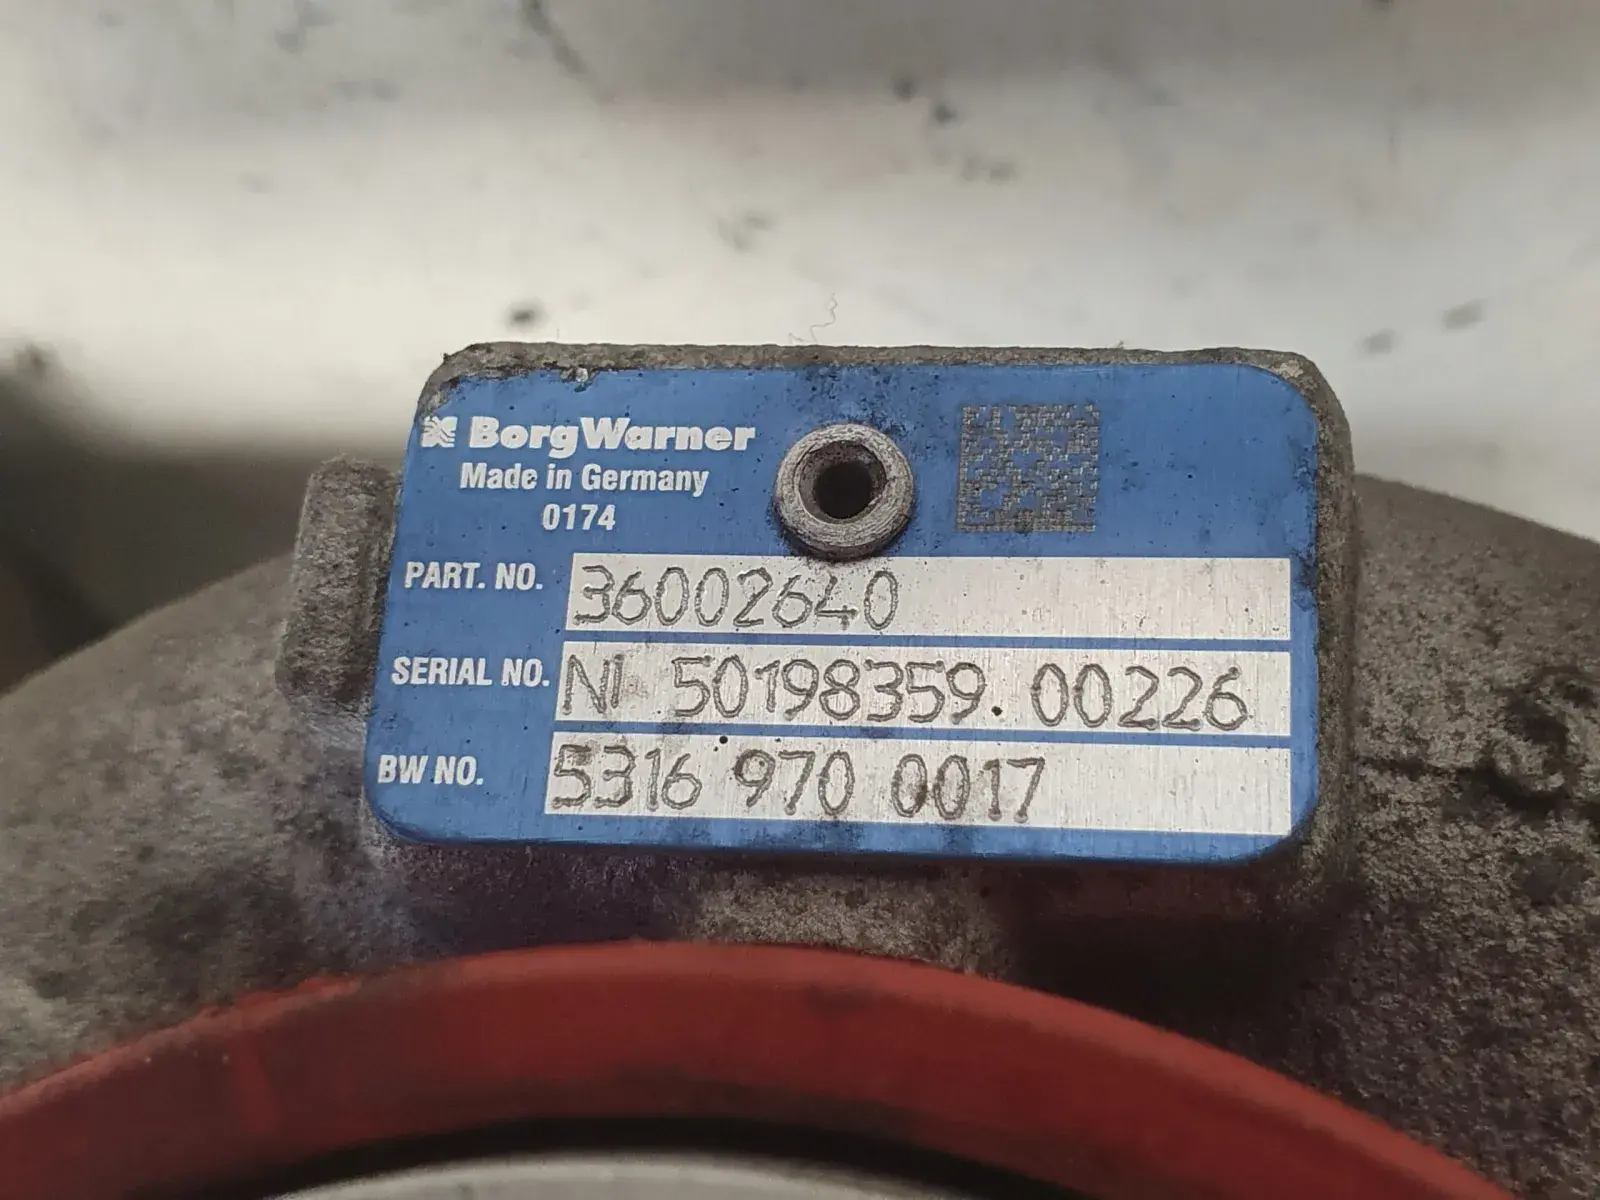 BorgWarner
Made in Germany
0174
PART. NO. 36002640
SERIAL NO. NI 50198359.00226
BW NO. 5316 970 0017